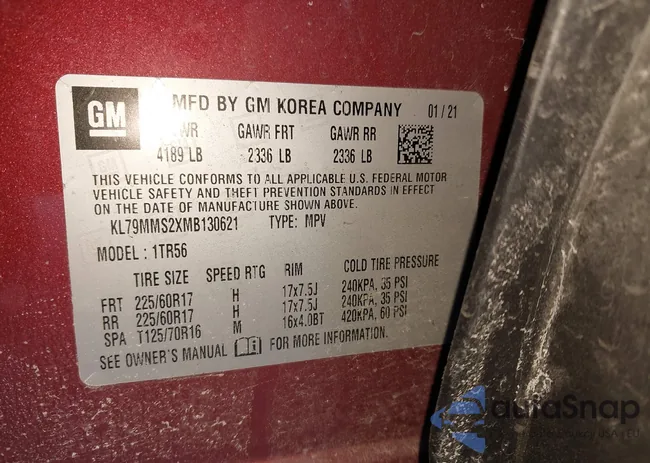 GM
MFD BY GM KOREA COMPANY 01/21
GAWR FRT GAWR RR
4189 LB 2336 LB 2336 LB
THIS VEHICLE CONFORMS TO ALL APPLICABLE U.S. FEDERAL MOTOR
VEHICLE SAFETY AND THEFT PREVENTION STANDARDS IN EFFECT
ON THE DATE OF MANUFACTURE SHOWN ABOVE.
KL79MMS2XMB130621 TYPE: MPV
MODEL: 1TR56
TIRE SIZE SPEED RTG RIM COLD TIRE PRESSURE
FRT 225/60R17 H 17x7.5J 240KPA, 35 PSI
RR 225/60R17 H 17x7.5J 240KPA, 35 PSI
SPA T125/70R16 M 16x4.0BT 420KPA, 60 PSI
SEE OWNER'S MANUAL FOR MORE INFORMATION.
autoSnap